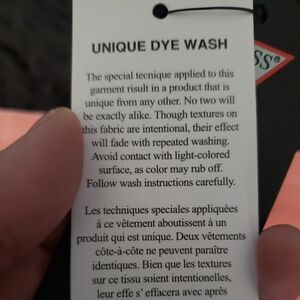 UNIQUE DYE WASH
The special tecnique applied to this
garment risult in a product that is
unique from any other. No two will
be exactly alike. Though textures on
this fabric are intentional, their effect
will fade with repeated washing.
Avoid contact with light-colored
surface, as color may rub off.
Follow wash instructions carefully.
Les techniques speciales appliquées
à ce vêtement aboutissent à un
produit qui est unique. Deux vêtements
côte-à-côte ne peuvent paraître
identiques. Bien que les textures
sur ce tissu soient intentionelles,
leur effe s' effacera avec après
SS